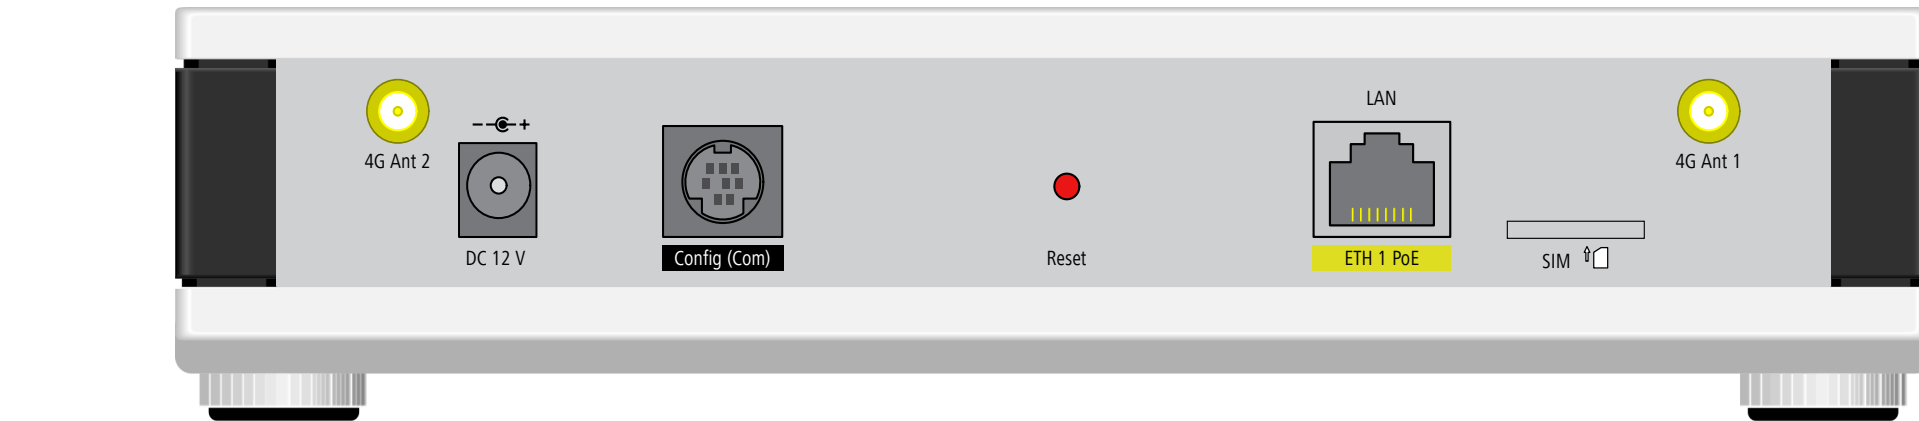 LAN
4G Ant 2
4G Ant 1
DC 12 V
Config (Com)
Reset
ETH 1 PoE
SIM